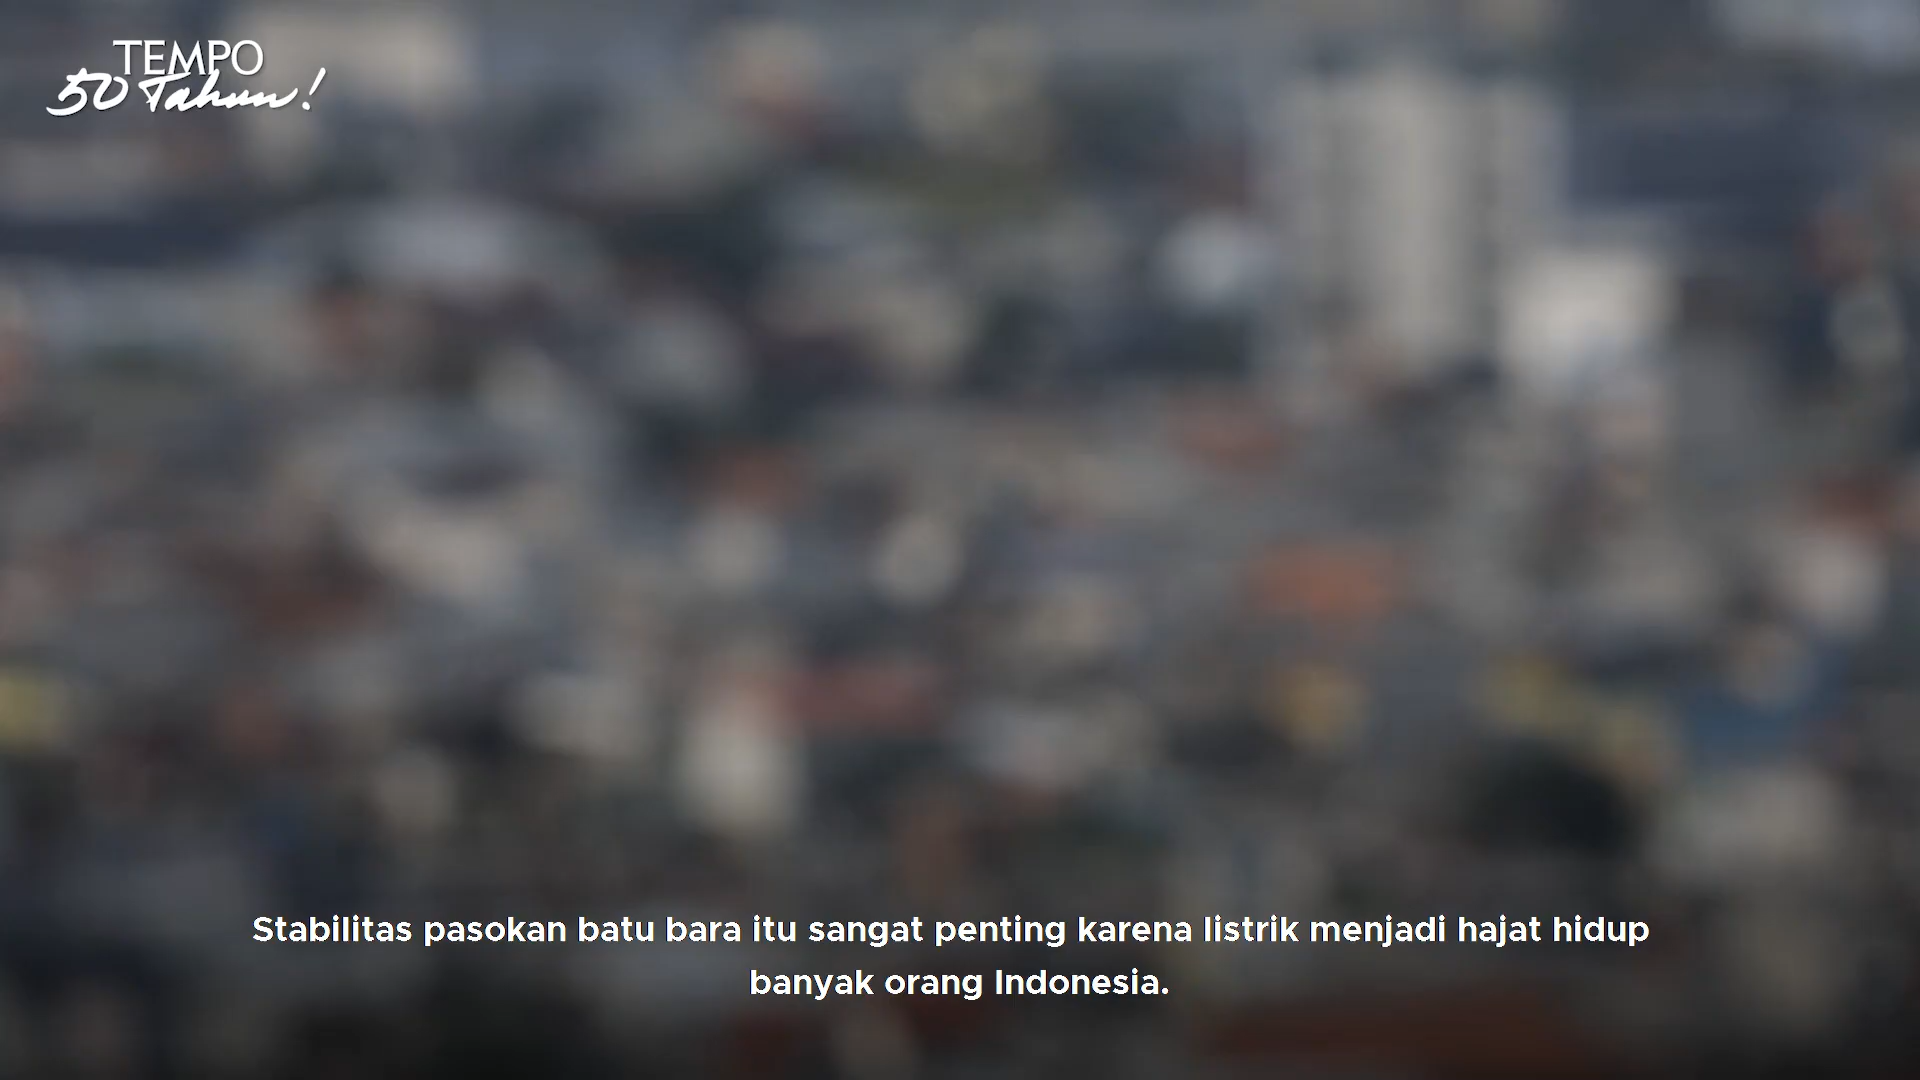 TEMPO
50 Tahun!
Stabilitas pasokan batu bara itu sangat penting karena listrik menjadi hajat hidup
banyak orang Indonesia.